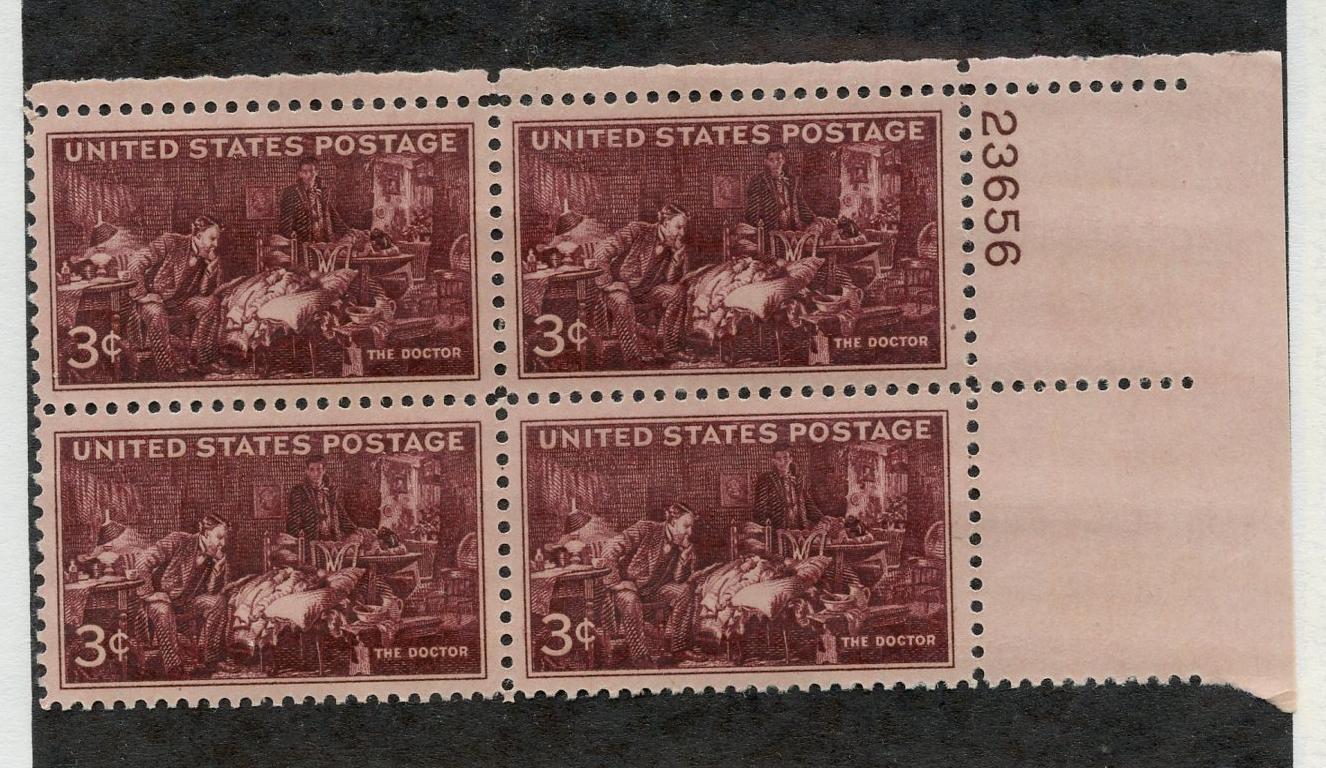 UNITED STATES POSTAGE
3¢
THE DOCTOR
UNITED STATES POSTAGE
3¢
THE DOCTOR
23656
UNITED STATES POSTAGE
3¢
THE DOCTOR
UNITED STATES POSTAGE
3¢
THE DOCTOR